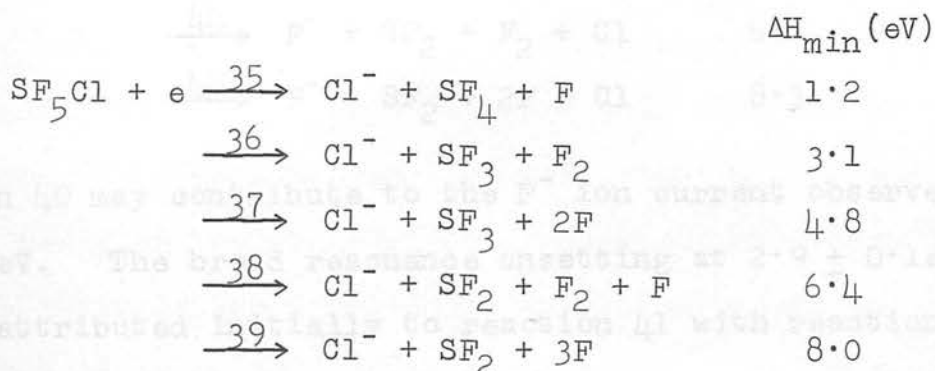 ΔH_min(eV)
SF₅Cl + e —35→ Cl⁻ + SF₄ + F 1·2
—36→ Cl⁻ + SF₃ + F₂ 3·1
—37→ Cl⁻ + SF₃ + 2F 4·8
—38→ Cl⁻ + SF₂ + F₂ + F 6·4
—39→ Cl⁻ + SF₂ + 3F 8·0